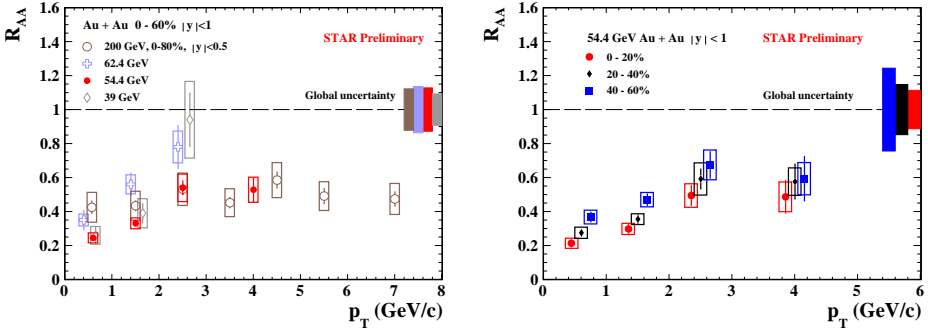 R_AA
1.6
1.4
1.2
1
0.8
0.6
0.4
0.2
0
Au + Au 0 - 60% |y|<1
200 GeV, 0-80%, |y|<0.5
62.4 GeV
54.4 GeV
39 GeV
STAR Preliminary
Global uncertainty
0 1 2 3 4 5 6 7 8
p_T (GeV/c)
R_AA
1.6
1.4
1.2
1
0.8
0.6
0.4
0.2
0
54.4 GeV Au + Au |y| < 1
0 - 20%
20 - 40%
40 - 60%
STAR Preliminary
Global uncertainty
0 1 2 3 4 5 6
p_T (GeV/c)